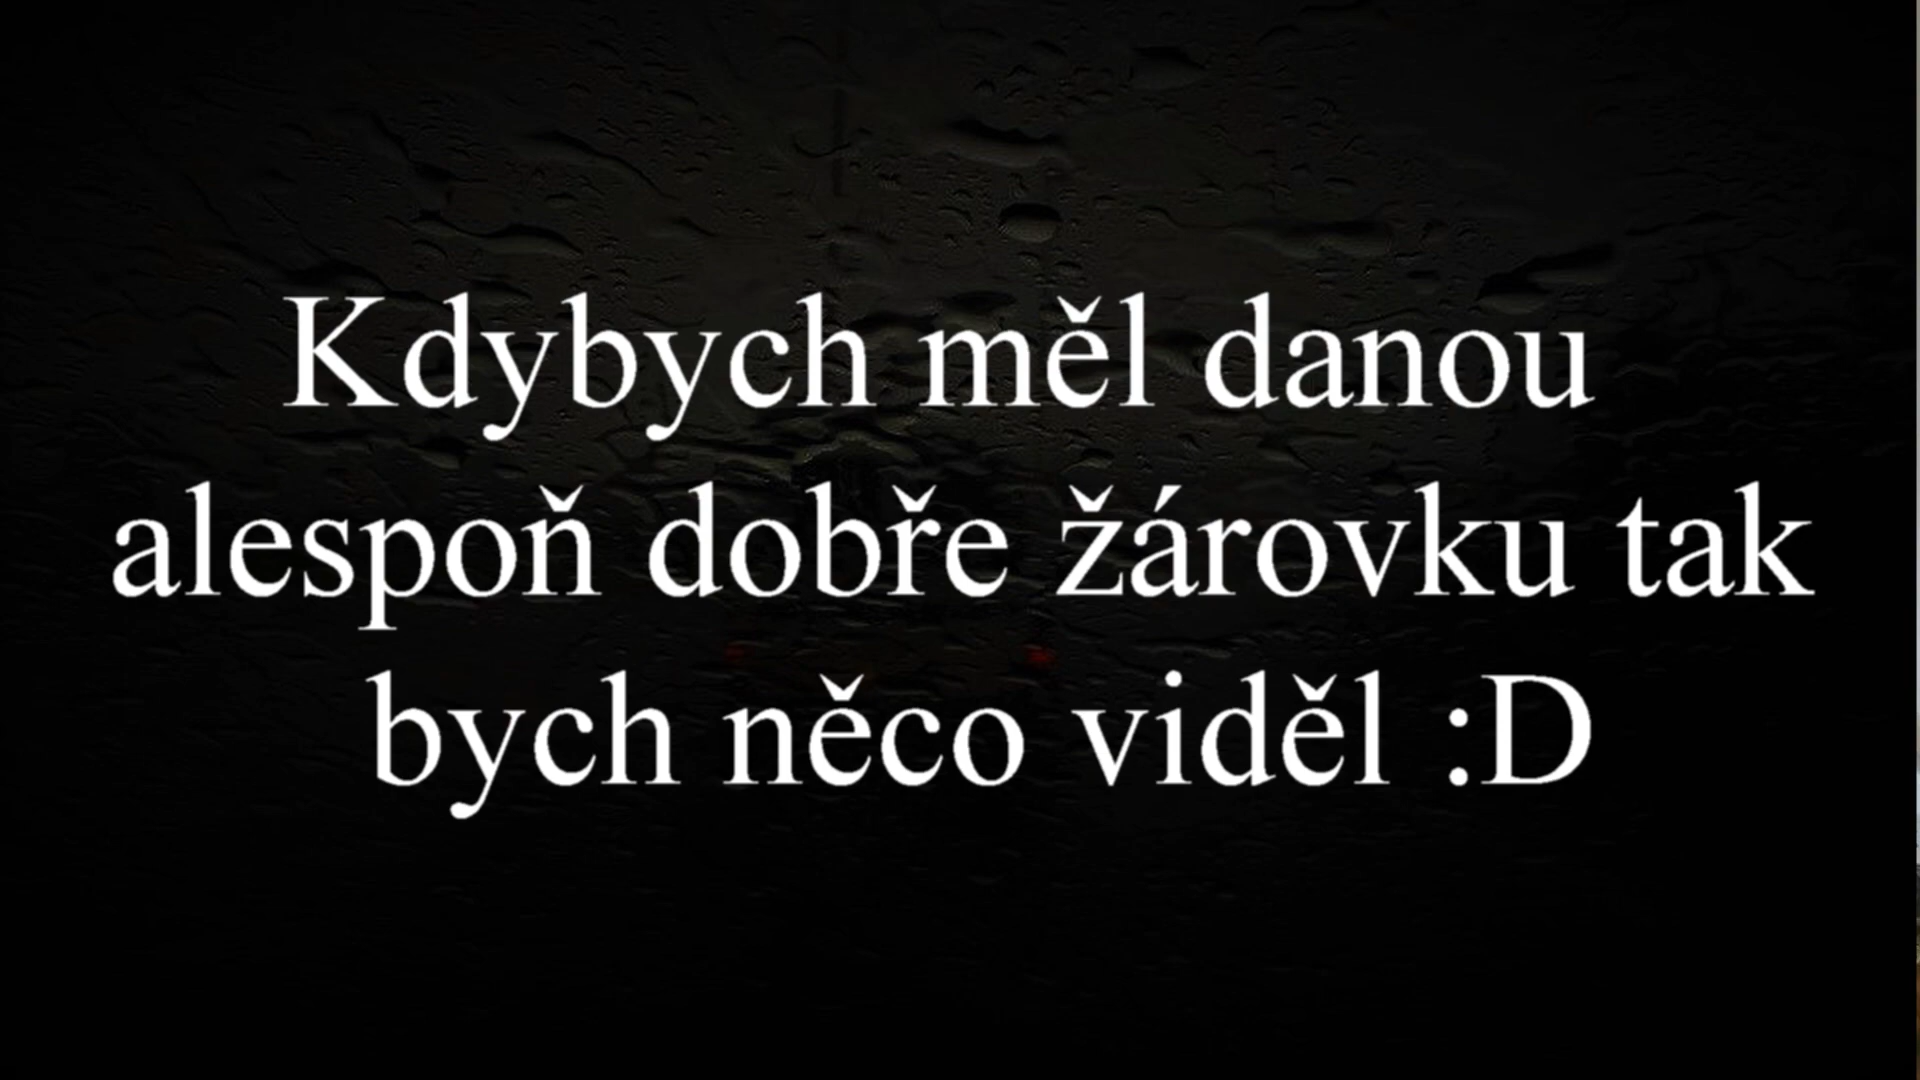 Kdybych měl danou
alespoň dobře žárovku tak
bych něco viděl :D